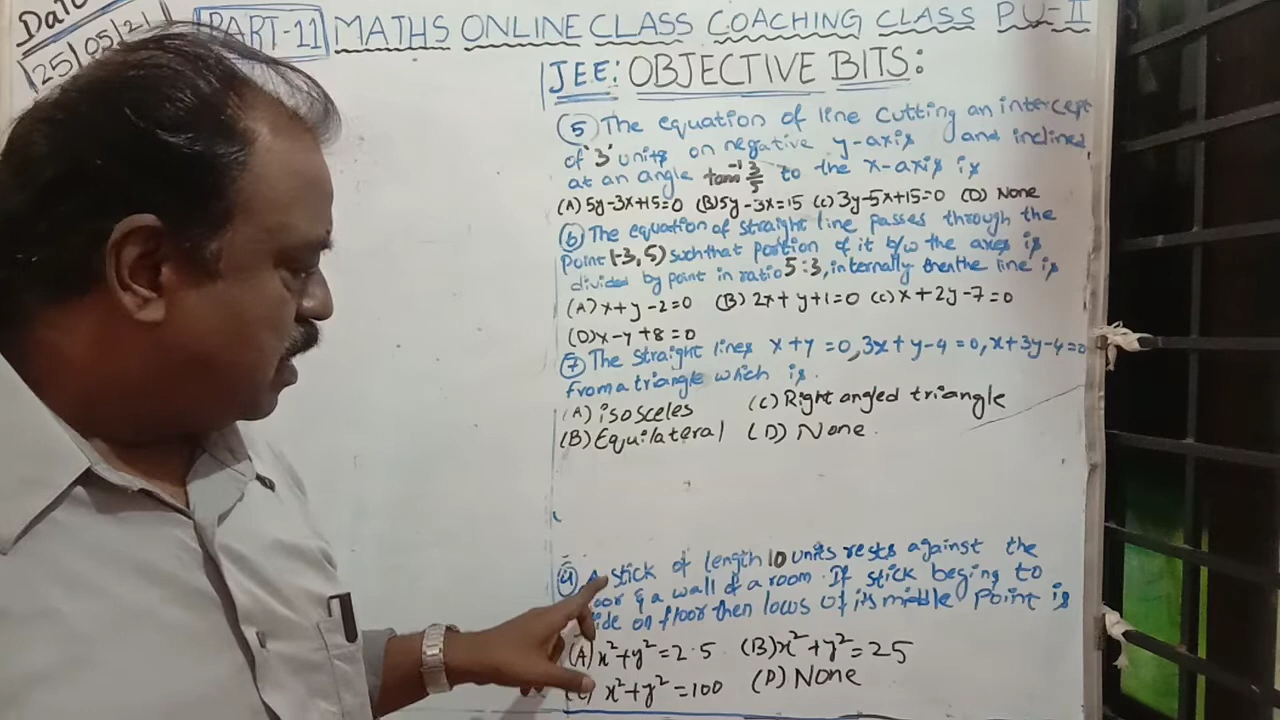 Date
25/05/21
PART-11 MATHS ONLINE CLASS COACHING CLASS P.U-II
JEE: OBJECTIVE BITS:
(5) The equation of line cutting an intercept
of '3' units on negative y-axis and inclined
at an angle tan⁻¹ 3/5 to the x-axis is
(A) 5y-3x+15=0 (B) 5y-3x=15 (C) 3y-5x+15=0 (D) None
(6) The equation of straight line passes through the
Point (-3, 5) such that portion of it b/w the axes is
divided by point in ratio 5:3, internally then the line is
(A) x+y-2=0 (B) 2x+y+1=0 (C) x+2y-7=0
(D) x-y+8=0
(7) The straight lines x+y=0, 3x+y-4=0, x+3y-4=0
from a triangle which is.
(A) isosceles (C) Right angled triangle
(B) Equilateral (D) None.
A stick of length 10 units rests against the
oor & a wall of a room. If stick begins to
ide on floor then locus of its middle Point is
(A) x²+y²=2.5 (B) x²+y²=25
x²+y²=100 (D) None